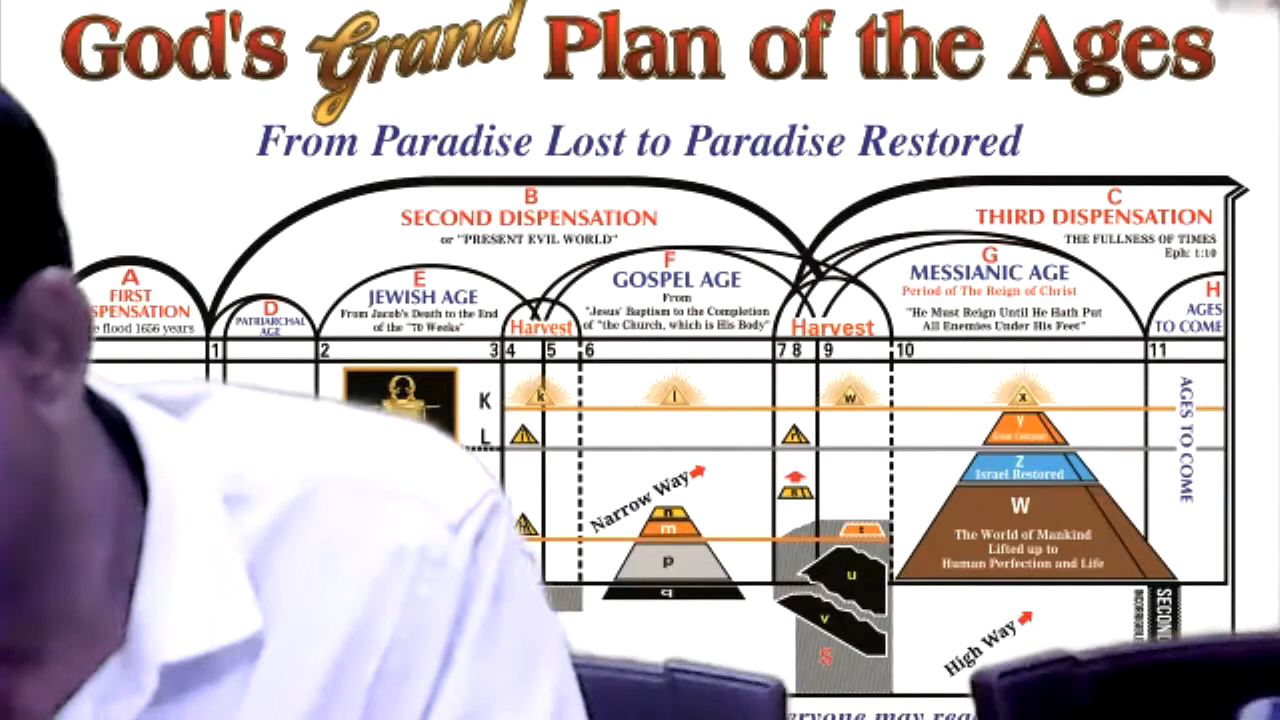 God's Grand Plan of the Ages
From Paradise Lost to Paradise Restored
B
SECOND DISPENSATION
or "PRESENT EVIL WORLD"
C
THIRD DISPENSATION
THE FULLNESS OF TIMES
Eph: 1:10
A
FIRST
SPENSATION
e flood 1656 years
D
PATRIARCHAL
AGE
E
JEWISH AGE
From Jacob's Death to the End
of the "70 Weeks"
Harvest
F
GOSPEL AGE
From
"Jesus' Baptism to the Completion
of "the Church, which is His Body"
Harvest
G
MESSIANIC AGE
Period of The Reign of Christ
"He Must Reign Until He Hath Put
All Enemies Under His Feet"
H
AGES
TO COME
1 2 3 4 5 6 7 8 9 10 11
K
L
k l w x
Y
Z
Israel Restored
W
The World of Mankind
Lifted up to
Human Perfection and Life
AGES TO COME
Narrow Way
n
m
p
q
t
u
v
S
High Way
SECOND
everyone may read